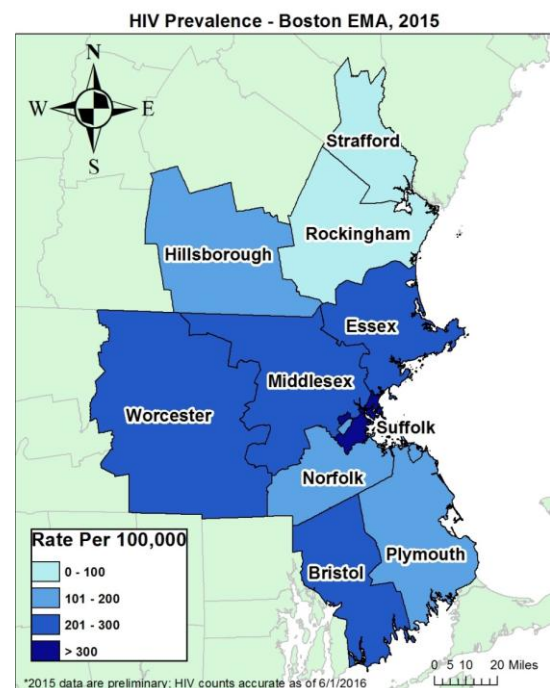 HIV Prevalence - Boston EMA, 2015
N
W
E
S
Strafford
Rockingham
Hillsborough
Essex
Middlesex
Worcester
Suffolk
Norfolk
Plymouth
Bristol
Rate Per 100,000
0 - 100
101 - 200
201 - 300
> 300
0 5 10 20 Miles
*2015 data are preliminary; HIV counts accurate as of 6/1/2016